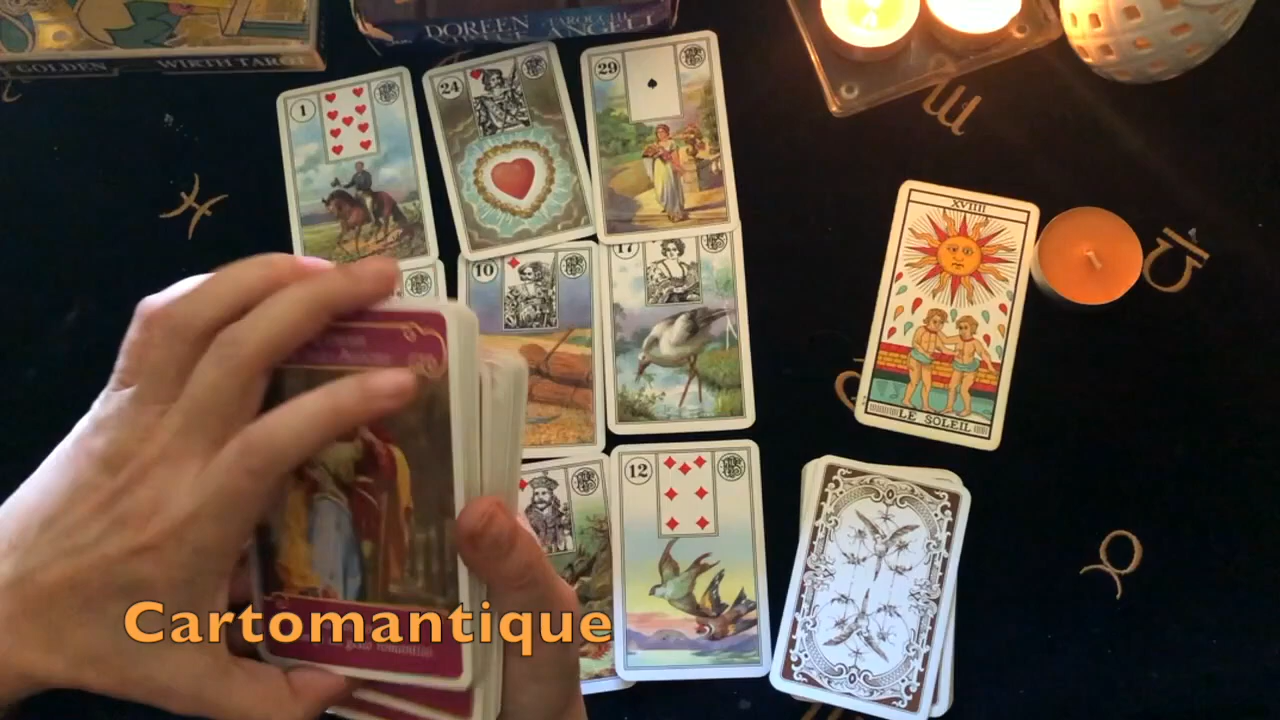 GOLDEN WIRTH TAROT
DOREEN
TAROCCHI
ANGELI
1
24
29
10
17
12
XVIIII
LE SOLEIL
Cartomantique